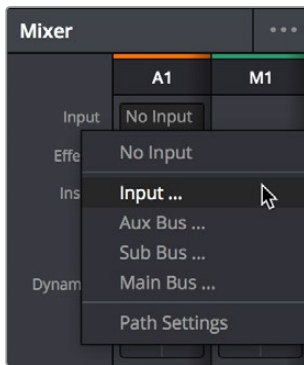 Mixer
A1 M1
Input No Input
Effe
No Input
Ins
Input ...
Aux Bus ...
Sub Bus ...
Dynam
Main Bus ...
Path Settings